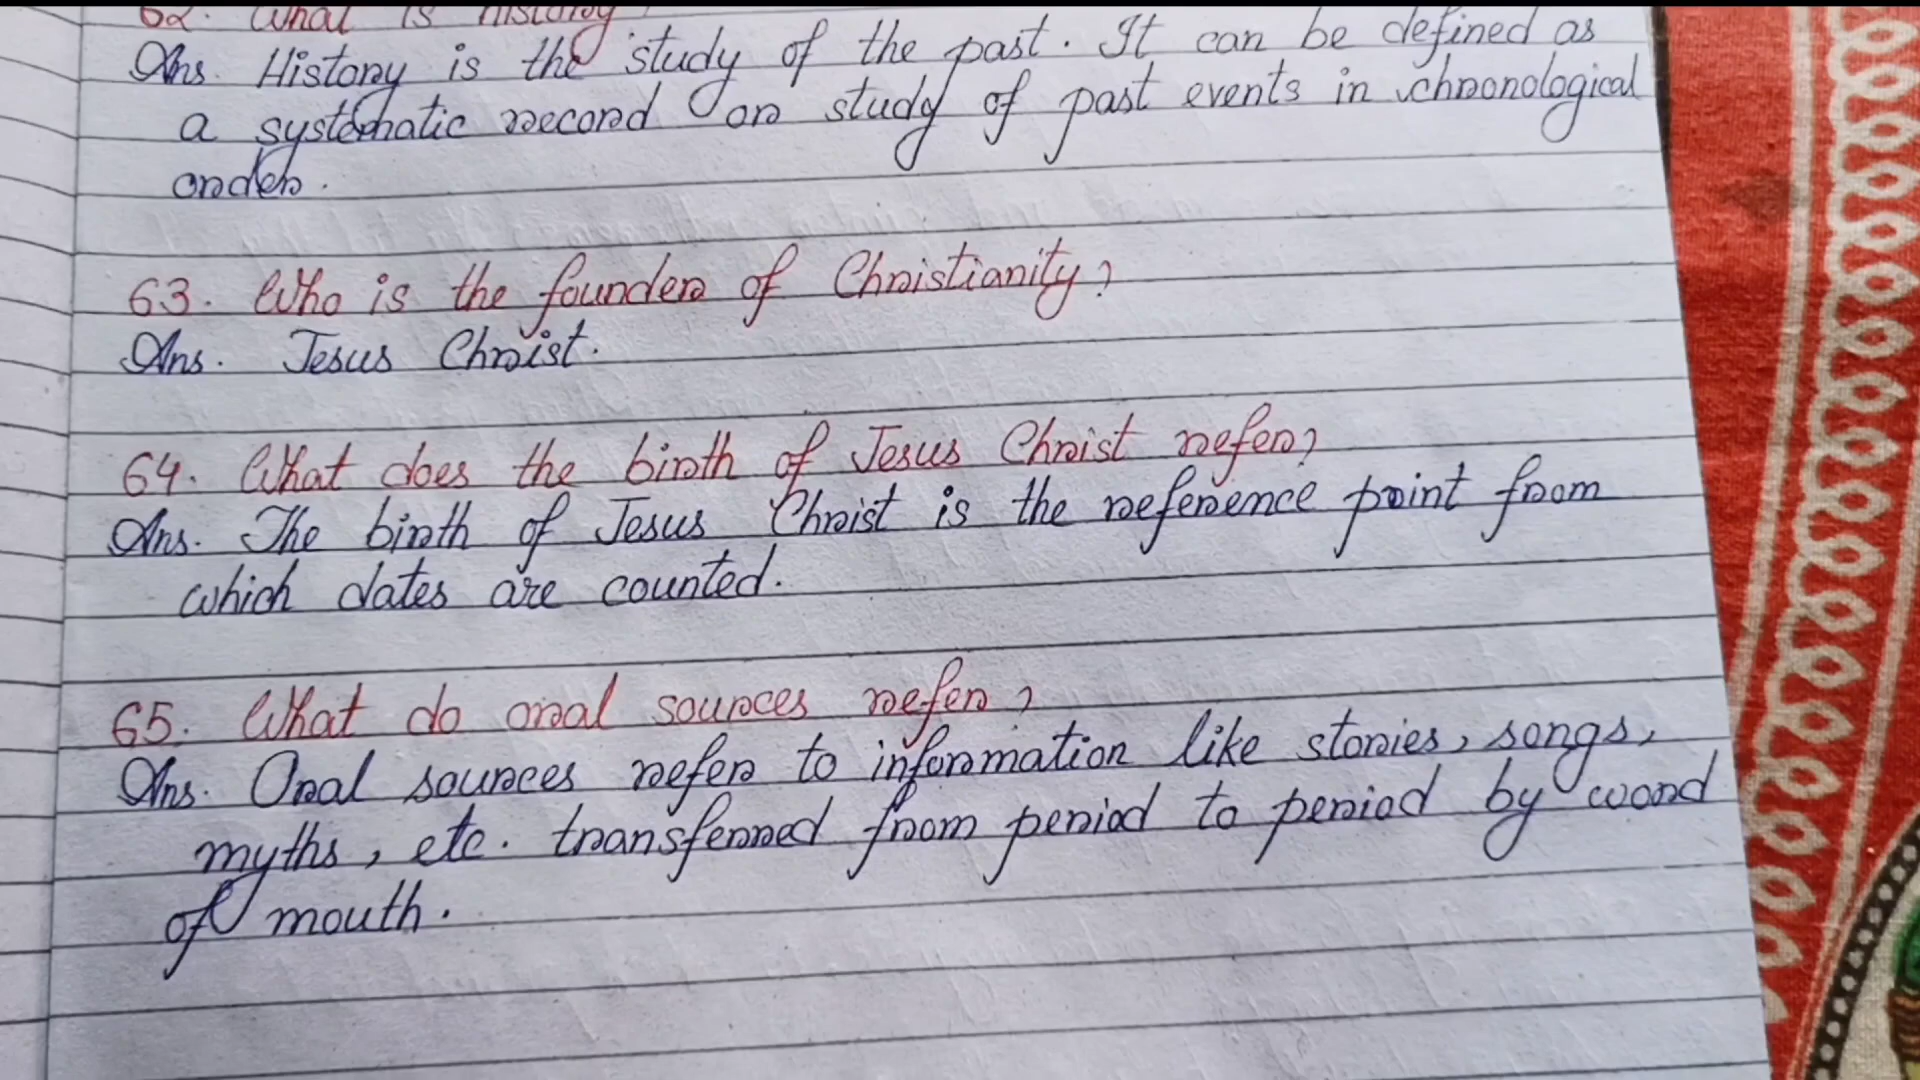 62. What is history
Ans. History is the study of the past. It can be defined as
a systematic record or study of past events in chronological
order.
63. Who is the founder of Christianity?
Ans. Jesus Christ.
64. What does the birth of Jesus Christ refer?
Ans. The birth of Jesus Christ is the reference point from
which dates are counted.
65. What do oral sources refer?
Ans. Oral sources refer to information like stories, songs,
myths, etc. transferred from period to period by word
of mouth.